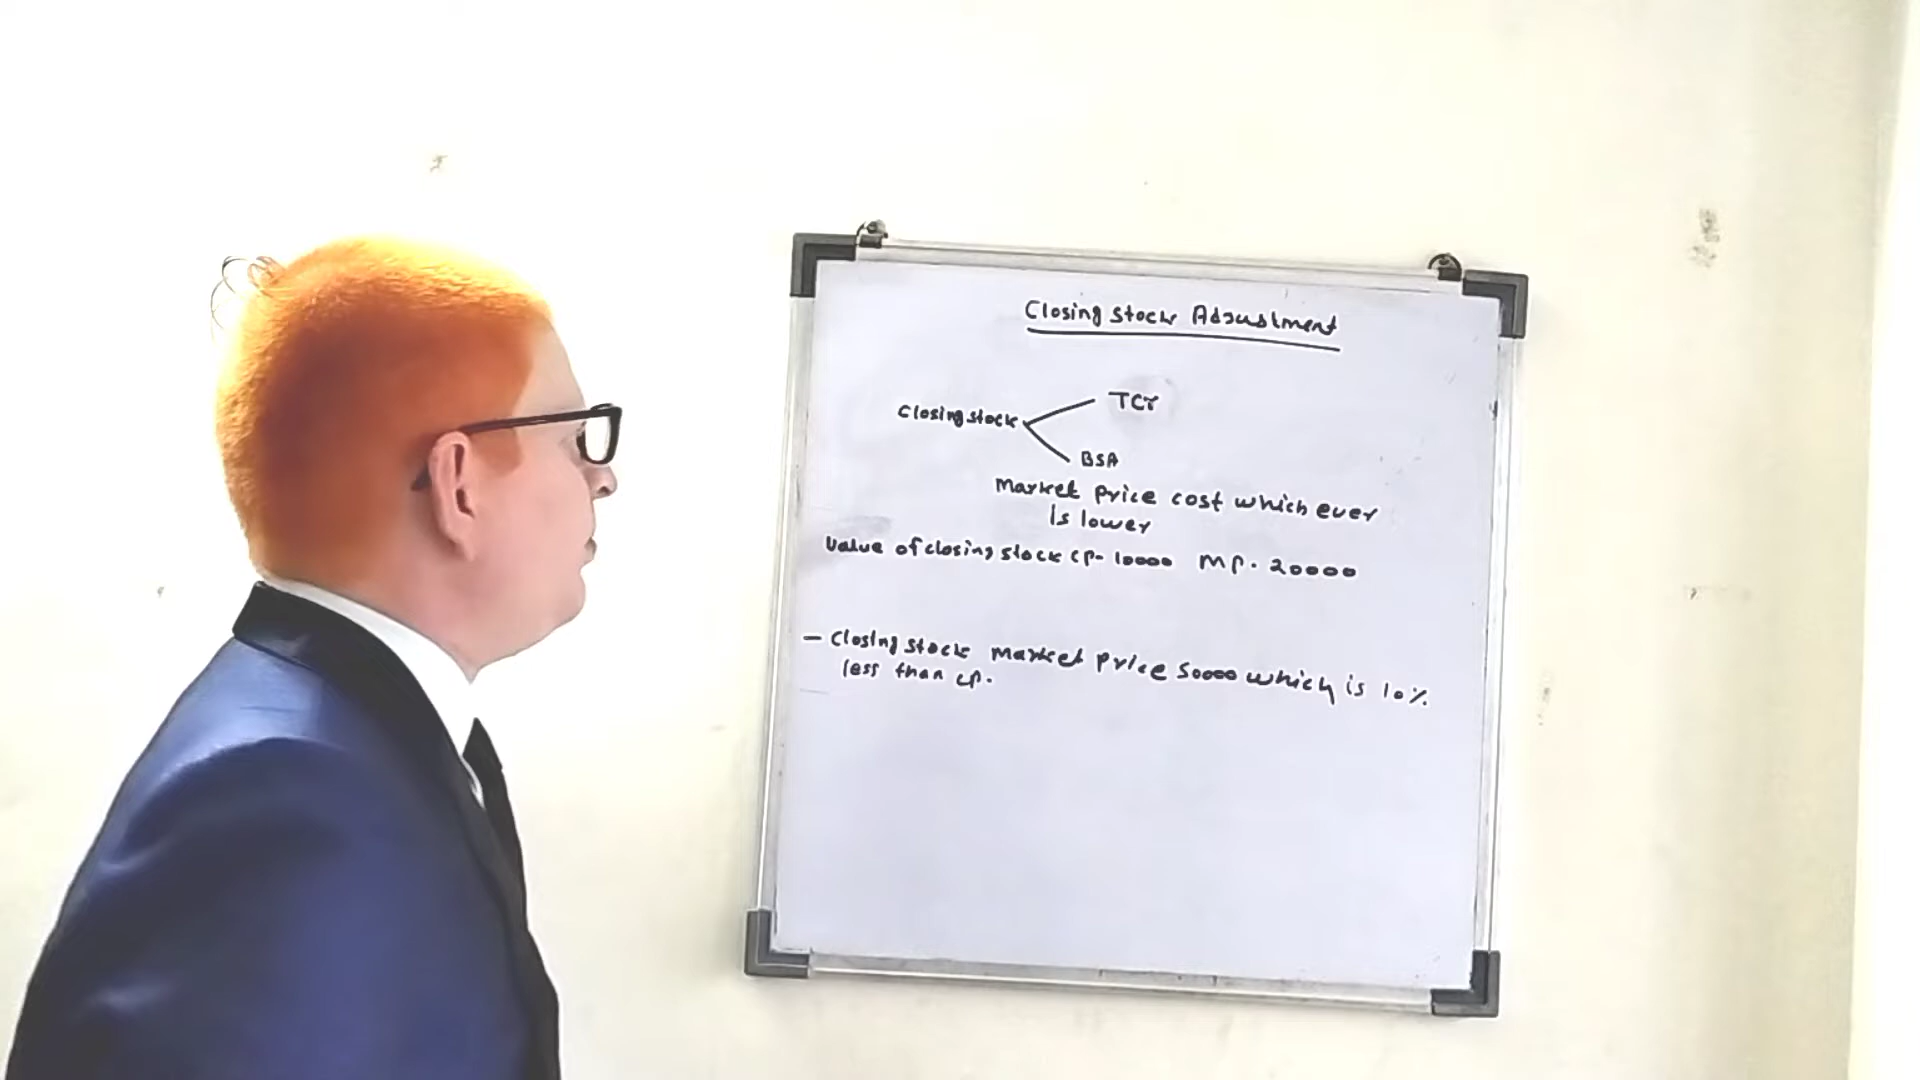 Closing stock Adjustment
Closing stock
TCr
BSA
Market price cost which ever
is lower
Value of closing stock CP- 10000 MP. 20000
- Closing stock market price 50000 which is 10%
less than cp.